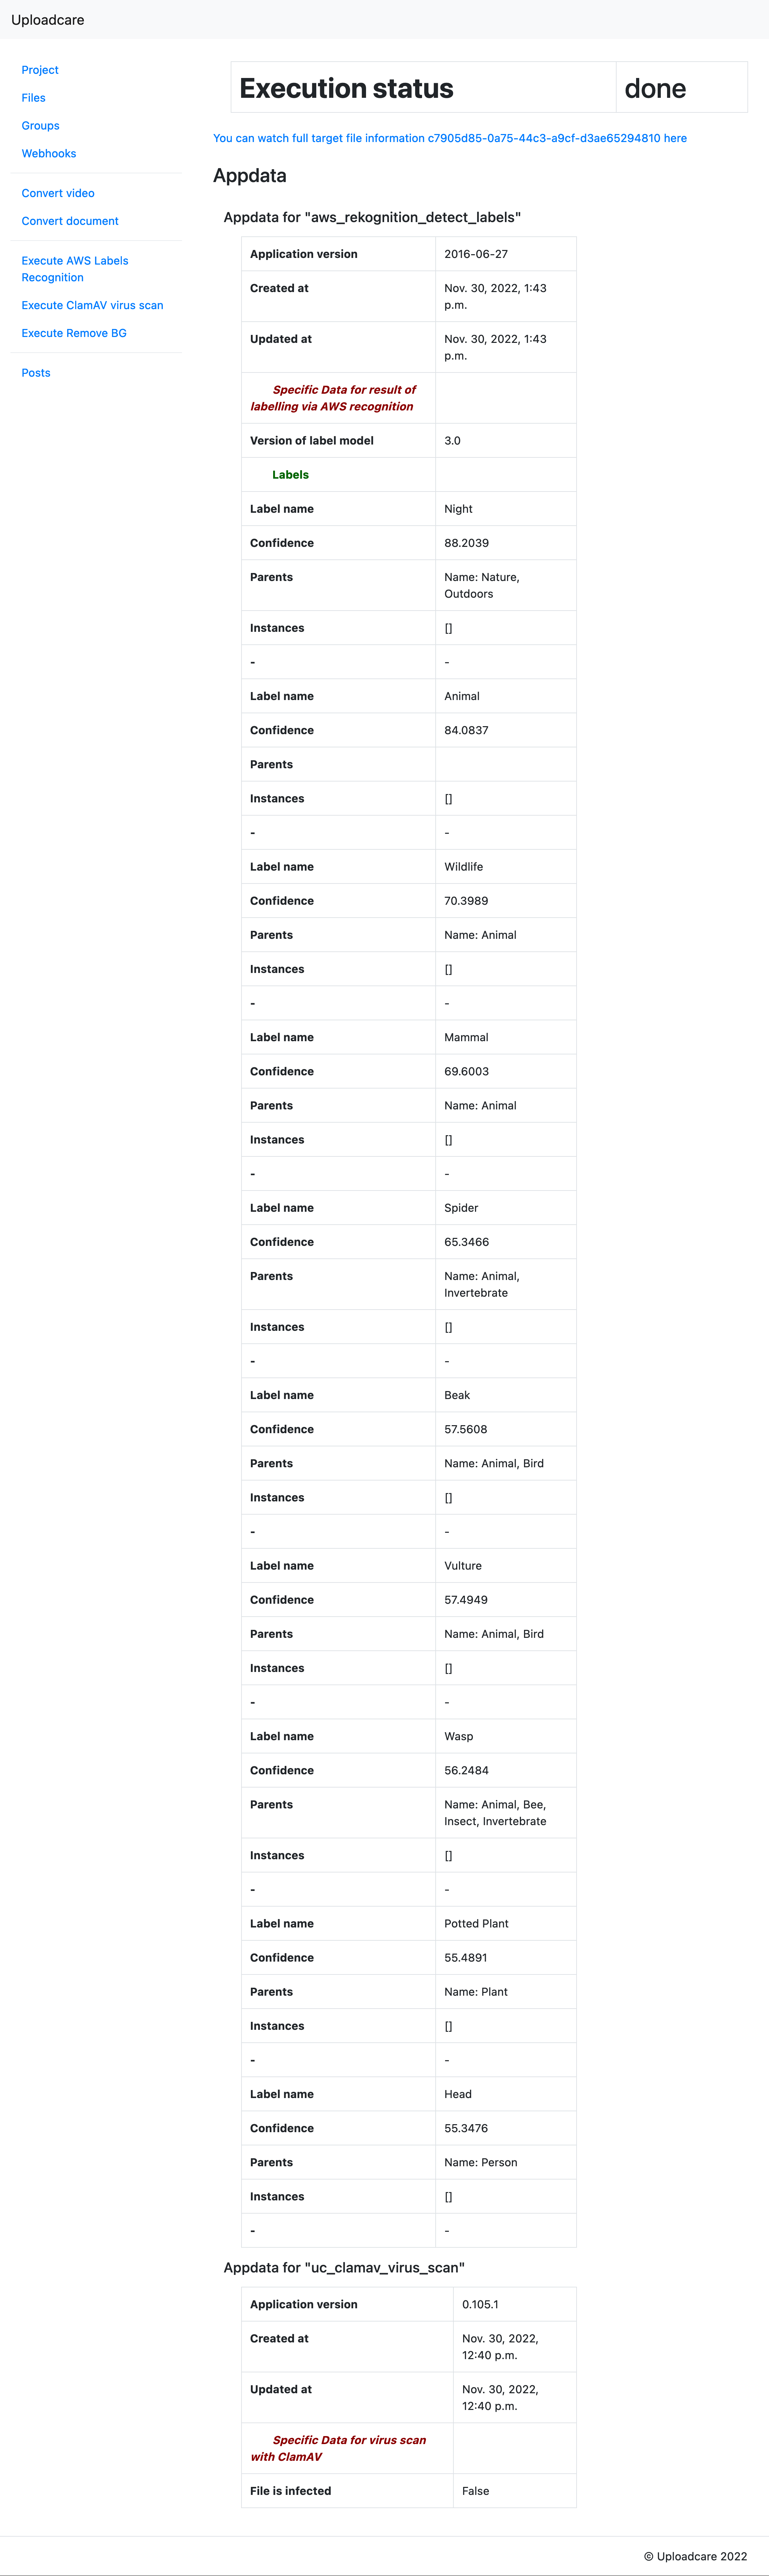 Uploadcare
Project
Files
Groups
Webhooks
Convert video
Convert document
Execute AWS Labels
Recognition
Execute ClamAV virus scan
Execute Remove BG
Posts
Execution status done
You can watch full target file information c7905d85-0a75-44c3-a9cf-d3ae65294810 here
Appdata
Appdata for "aws_rekognition_detect_labels"
Application version 2016-06-27
Created at Nov. 30, 2022, 1:43
p.m.
Updated at Nov. 30, 2022, 1:43
p.m.
Specific Data for result of
labelling via AWS recognition
Version of label model 3.0
Labels
Label name Night
Confidence 88.2039
Parents Name: Nature,
Outdoors
Instances []
- -
Label name Animal
Confidence 84.0837
Parents
Instances []
- -
Label name Wildlife
Confidence 70.3989
Parents Name: Animal
Instances []
- -
Label name Mammal
Confidence 69.6003
Parents Name: Animal
Instances []
- -
Label name Spider
Confidence 65.3466
Parents Name: Animal,
Invertebrate
Instances []
- -
Label name Beak
Confidence 57.5608
Parents Name: Animal, Bird
Instances []
- -
Label name Vulture
Confidence 57.4949
Parents Name: Animal, Bird
Instances []
- -
Label name Wasp
Confidence 56.2484
Parents Name: Animal, Bee,
Insect, Invertebrate
Instances []
- -
Label name Potted Plant
Confidence 55.4891
Parents Name: Plant
Instances []
- -
Label name Head
Confidence 55.3476
Parents Name: Person
Instances []
- -
Appdata for "uc_clamav_virus_scan"
Application version 0.105.1
Created at Nov. 30, 2022,
12:40 p.m.
Updated at Nov. 30, 2022,
12:40 p.m.
Specific Data for virus scan
with ClamAV
File is infected False
© Uploadcare 2022